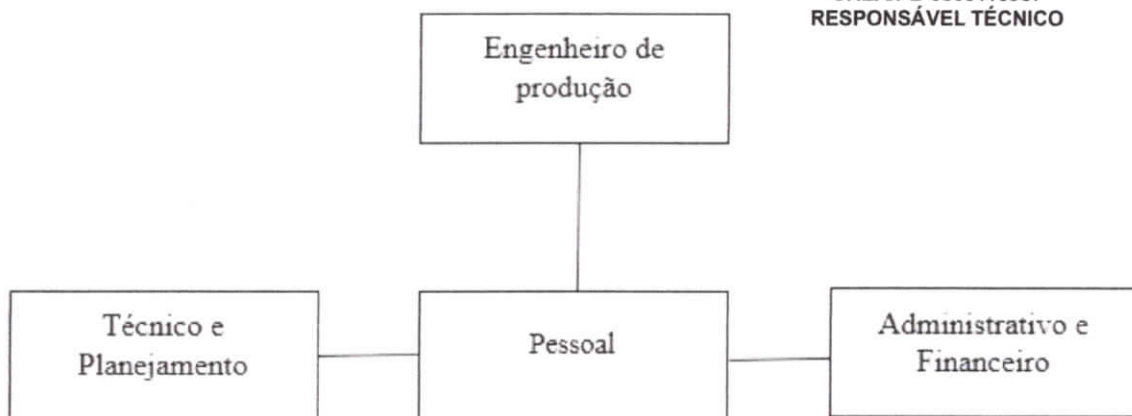 RESPONSÁVEL TÉCNICO
Engenheiro de
produção
Técnico e
Planejamento
Pessoal
Administrativo e
Financeiro